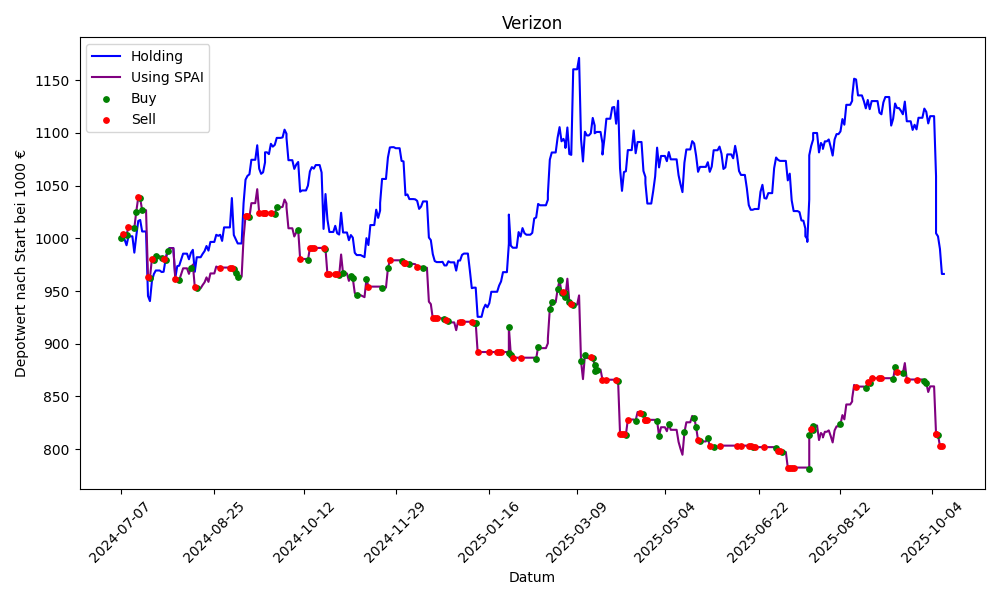 Verizon
Holding
Using SPAI
Buy
Sell
Depotwert nach Start bei 1000 €
1150
1100
1050
1000
950
900
850
800
2024-07-07
2024-08-25
2024-10-12
2024-11-29
2025-01-16
2025-03-09
2025-05-04
2025-06-22
2025-08-12
2025-10-04
Datum